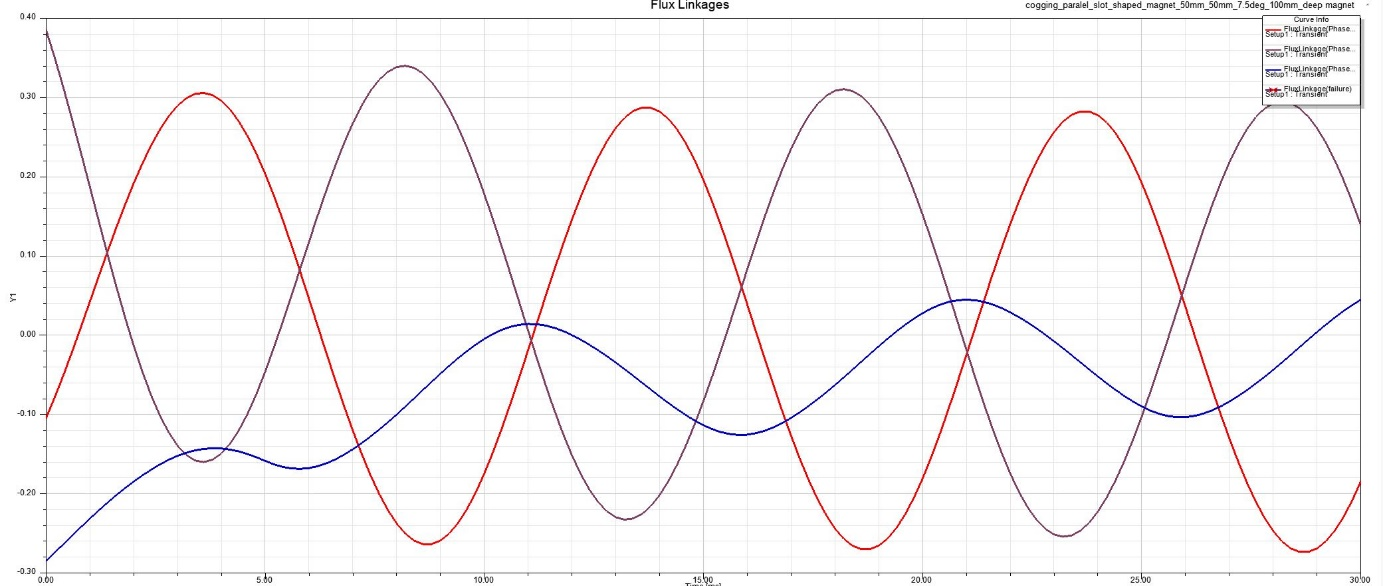 Flux Linkages
cogging_paralel_slot_shaped_magnet_50mm_50mm_7.5deg_100mm_deep magnet
Curve Info
FluxLinkage(Phase...
Setup1 : Transient
FluxLinkage(Phase...
Setup1 : Transient
FluxLinkage(Phase...
Setup1 : Transient
FluxLinkage(failure)
Setup1 : Transient
0.40
0.30
0.20
0.10
0.00
-0.10
-0.20
-0.30
Y1
0.00
5.00
10.00
15.00
20.00
25.00
30.00
Time [ms]